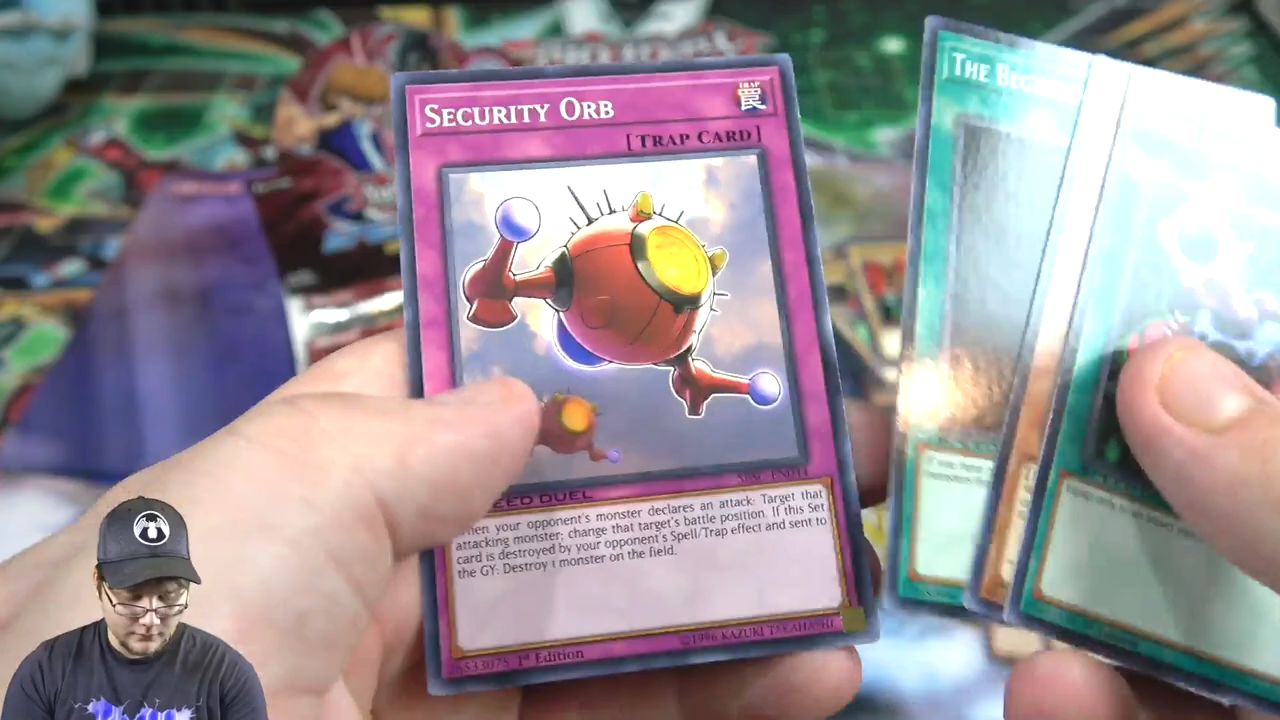 SECURITY ORB
TRAP
罠
[TRAP CARD]
EED DUEL
hen your opponent's monster declares an attack: Target that
attacking monster; change that target's battle position. If this Set
card is destroyed by your opponent's Spell/Trap effect and sent to
the GY: Destroy 1 monster on the field.
1st Edition
©1996 KAZUKI TAKAHASHI
THE